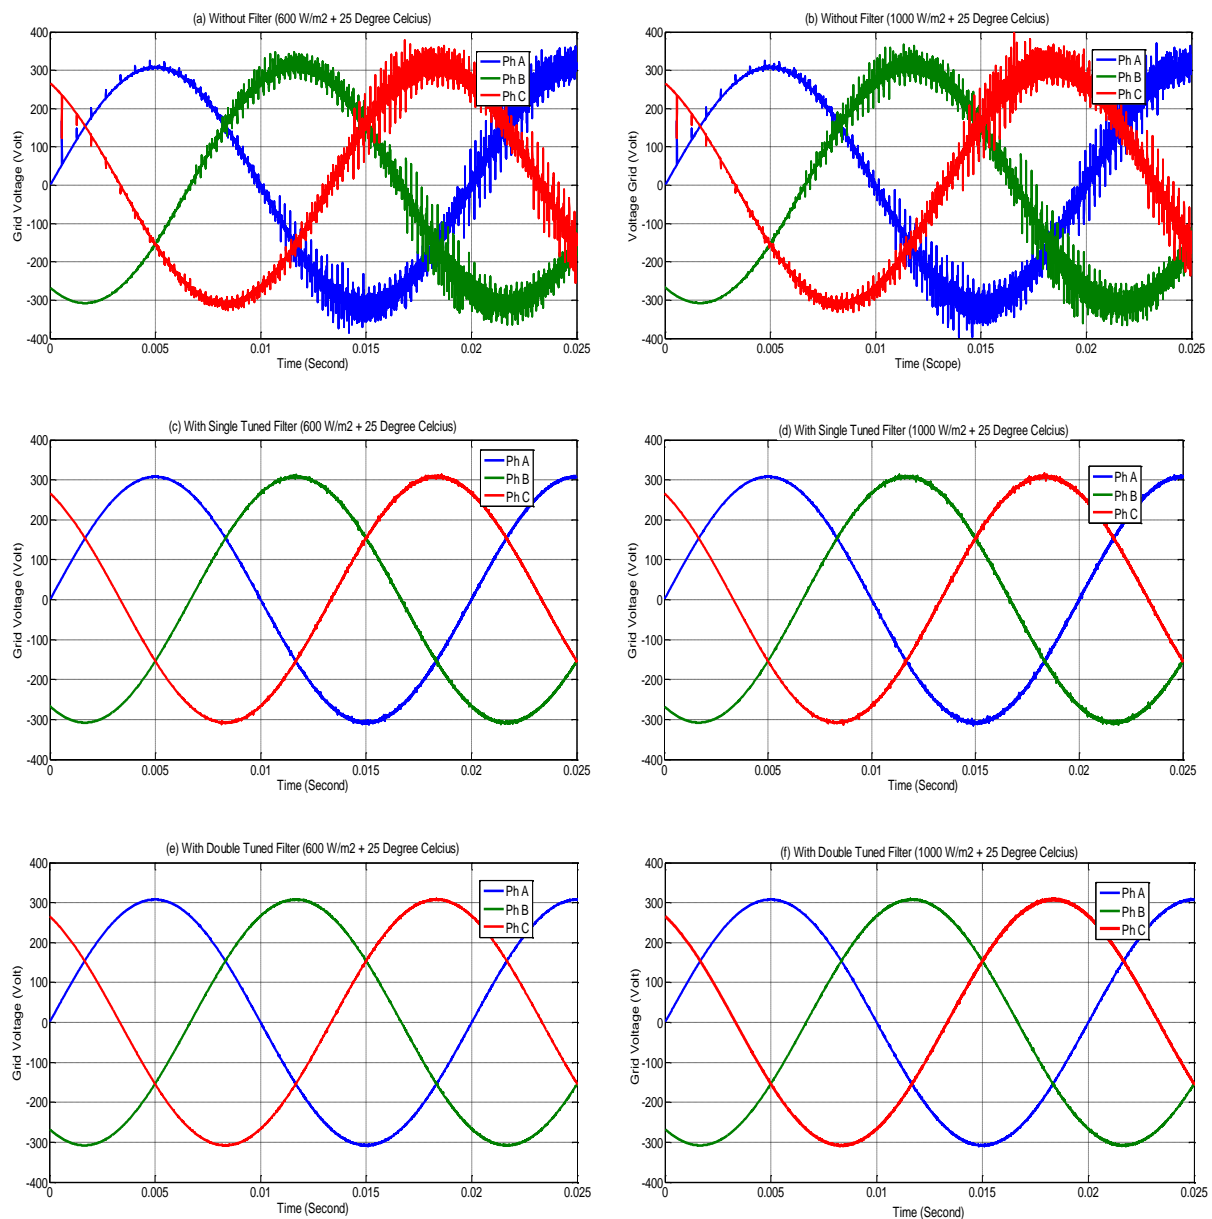 (a) Without Filter (600 W/m2 + 25 Degree Celcius)
400
300
200
100
0
-100
-200
-300
-400
Grid Voltage (Volt)
Ph A
Ph B
Ph C
0 0.005 0.01 0.015 0.02 0.025
Time (Second)
(b) Without Filter (1000 W/m2 + 25 Degree Celcius)
400
300
200
100
0
-100
-200
-300
-400
Voltage Grid (Volt)
Ph A
Ph B
Ph C
0 0.005 0.01 0.015 0.02 0.025
Time (Scope)
(c) With Single Tuned Filter (600 W/m2 + 25 Degree Celcius)
400
300
200
100
0
-100
-200
-300
-400
Grid Voltage (Volt)
Ph A
Ph B
Ph C
0 0.005 0.01 0.015 0.02 0.025
Time (Second)
(d) With Single Tuned Filter (1000 W/m2 + 25 Degree Celcius)
400
300
200
100
0
-100
-200
-300
-400
Grid Voltage (Volt)
Ph A
Ph B
Ph C
0 0.005 0.01 0.015 0.02 0.025
Time (Second)
(e) With Double Tuned Filter (600 W/m2 + 25 Degree Celcius)
400
300
200
100
0
-100
-200
-300
-400
Grid Voltage (Volt)
Ph A
Ph B
Ph C
0 0.005 0.01 0.015 0.02 0.025
Time (Second)
(f) With Double Tuned Filter (1000 W/m2 + 25 Degree Celcius)
400
300
200
100
0
-100
-200
-300
-400
Grid Voltage (Volt)
Ph A
Ph B
Ph C
0 0.005 0.01 0.015 0.02 0.025
Time (Second)